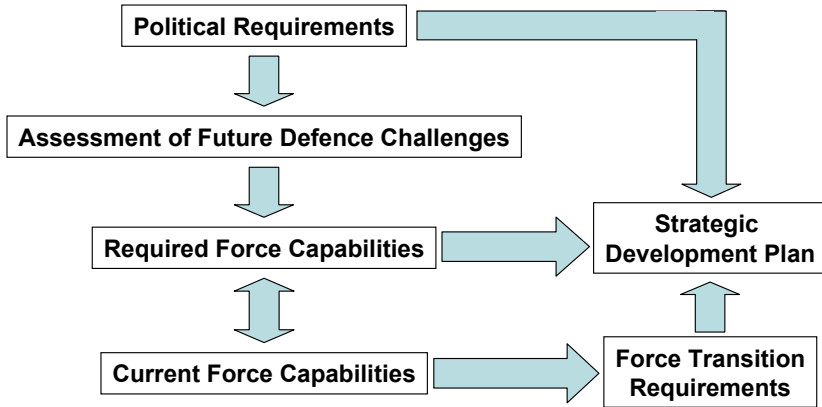 Political Requirements
Assessment of Future Defence Challenges
Required Force Capabilities
Strategic
Development Plan
Current Force Capabilities
Force Transition
Requirements